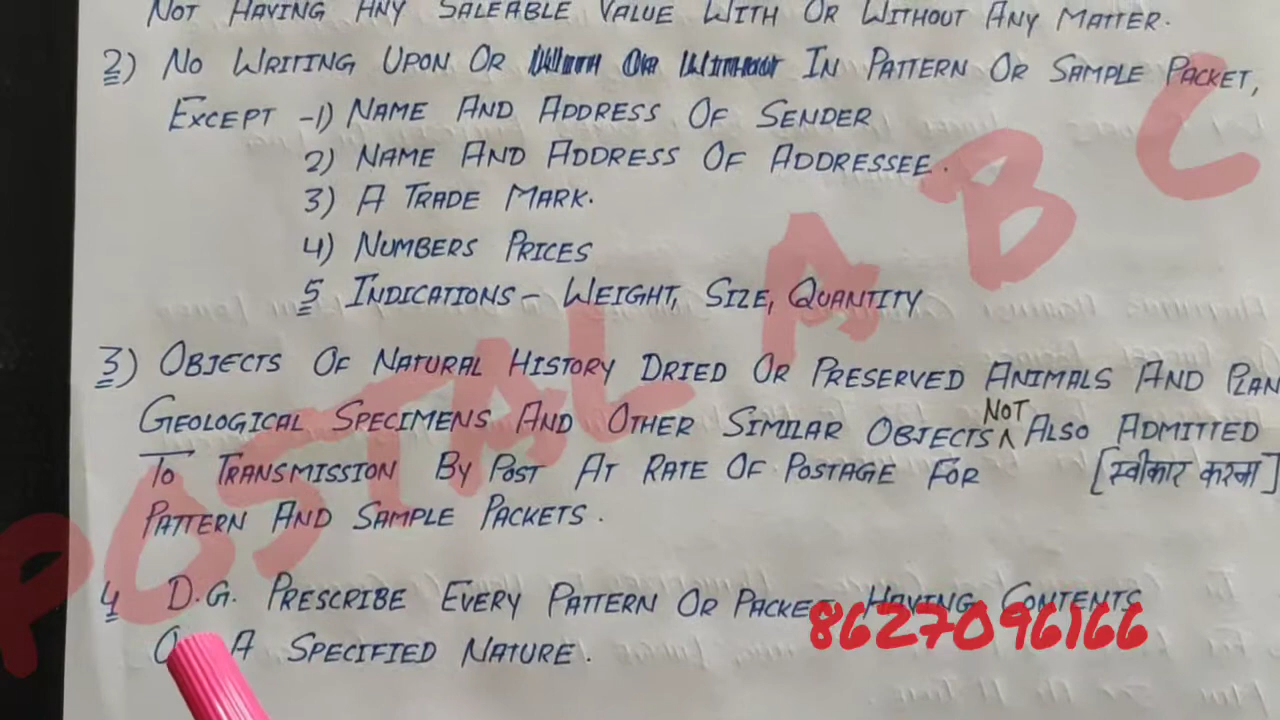 NOT HAVING ANY SALEABLE VALUE WITH OR WITHOUT ANY MATTER.
2) NO WRITING UPON OR IN PATTERN OR SAMPLE PACKET,
EXCEPT -1) NAME AND ADDRESS OF SENDER
2) NAME AND ADDRESS OF ADDRESSEE.
3) A TRADE MARK.
4) NUMBERS PRICES
5 INDICATIONS - WEIGHT, SIZE, QUANTITY
3) OBJECTS OF NATURAL HISTORY DRIED OR PRESERVED ANIMALS AND PLAN
GEOLOGICAL SPECIMENS AND OTHER SIMILAR OBJECTS NOT ALSO ADMITTED
TO TRANSMISSION BY POST AT RATE OF POSTAGE FOR [स्वीकार करना]
PATTERN AND SAMPLE PACKETS.
4 D.G. PRESCRIBE EVERY PATTERN OR PACKET HAVING CONTENTS
A SPECIFIED NATURE.
POSTAL ABC
8627096166